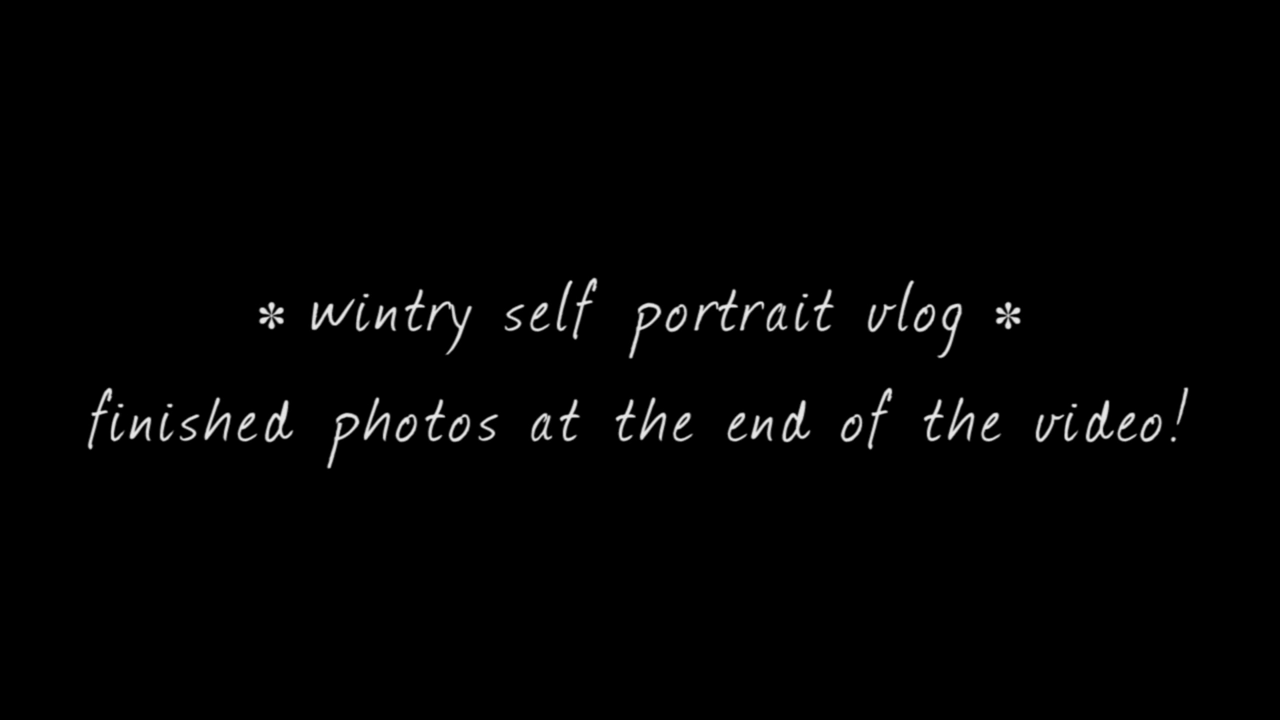 * wintry self portrait vlog *
finished photos at the end of the video!